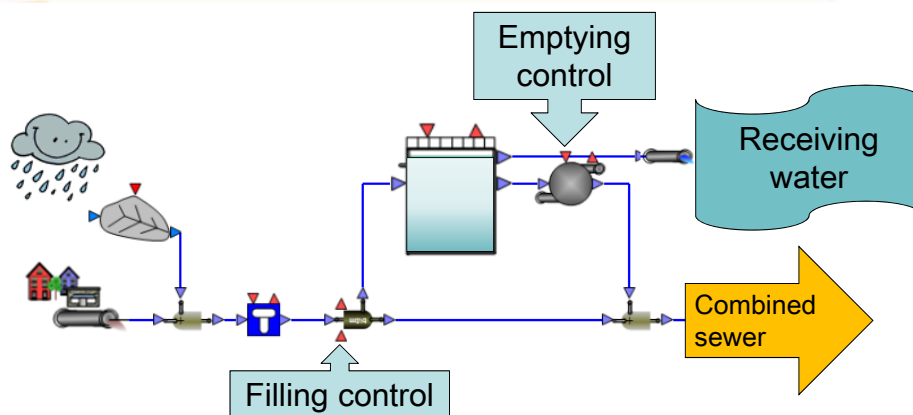 Emptying
control
Receiving
water
Combined
sewer
Filling control